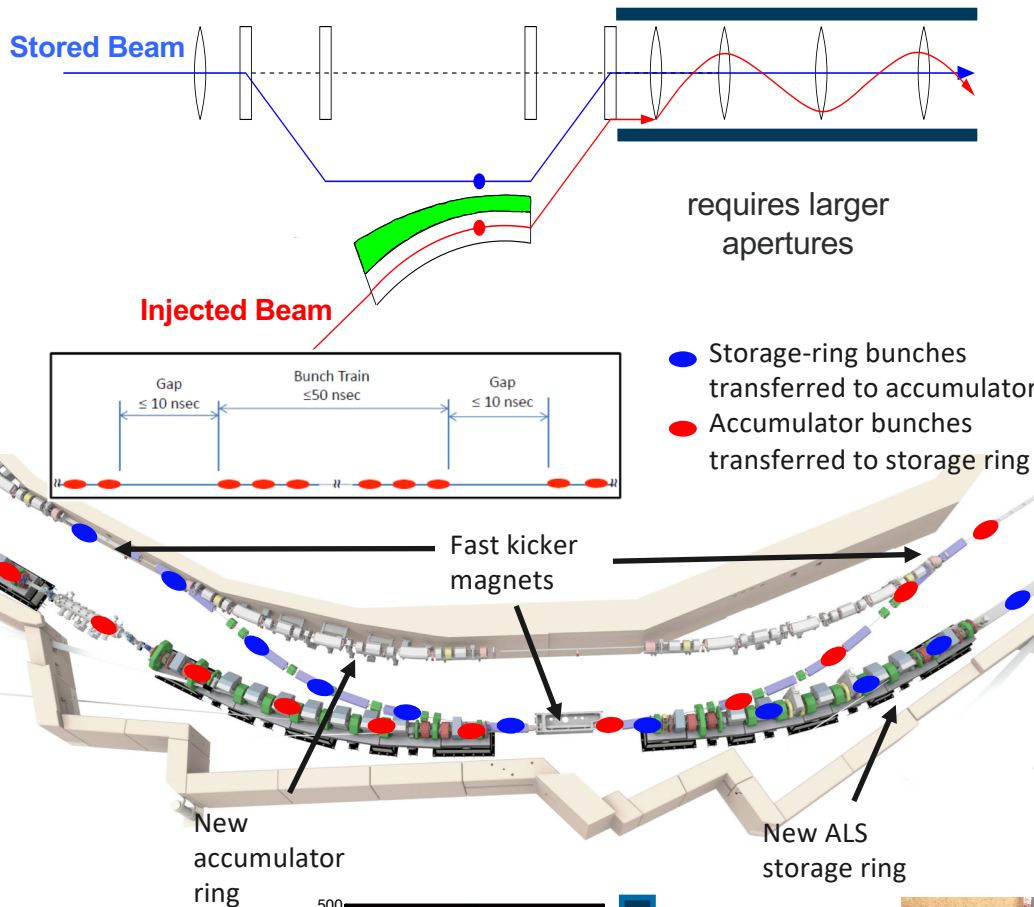 Stored Beam
requires larger
apertures
Injected Beam
Gap
≤ 10 nsec
Bunch Train
≤50 nsec
Gap
≤ 10 nsec
Storage-ring bunches
transferred to accumulator
Accumulator bunches
transferred to storage ring
Fast kicker
magnets
New
accumulator
ring
New ALS
storage ring
500